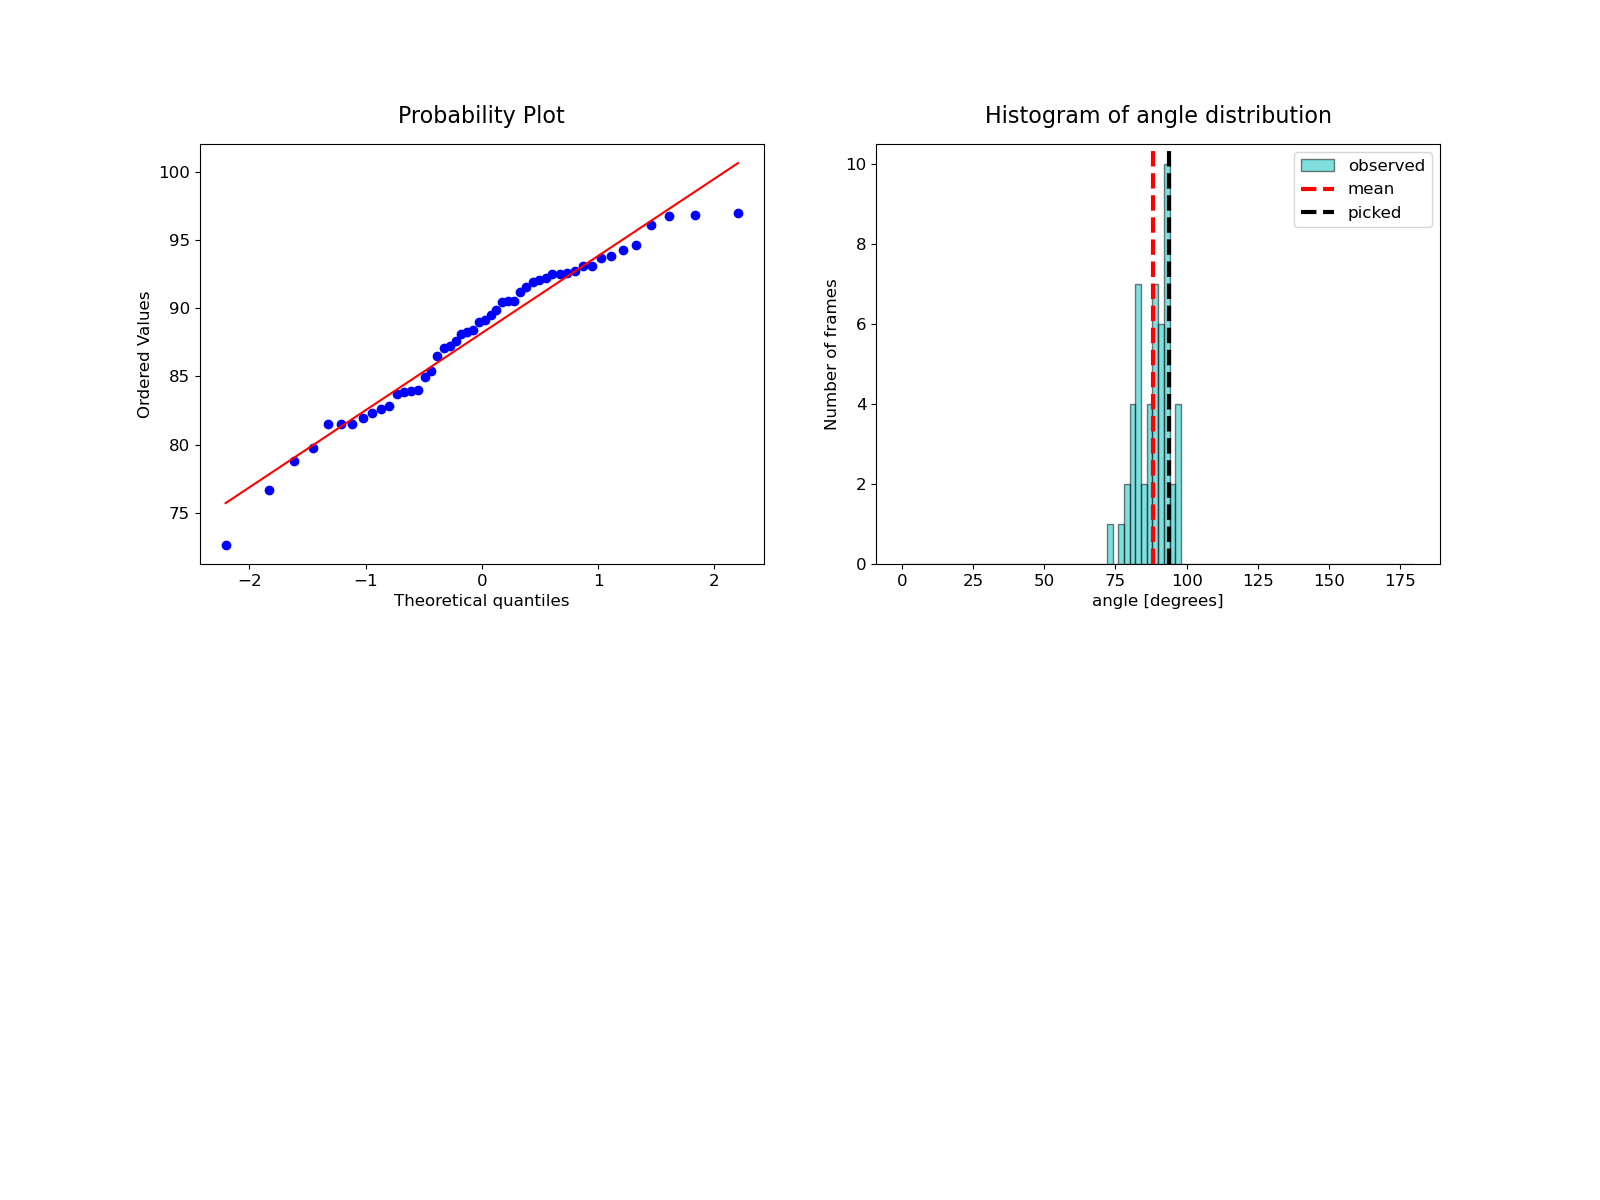 Probability Plot
Ordered Values
100
95
90
85
80
75
−2
−1
0
1
2
Theoretical quantiles
Histogram of angle distribution
Number of frames
10
8
6
4
2
0
observed
mean
picked
0
25
50
75
100
125
150
175
angle [degrees]